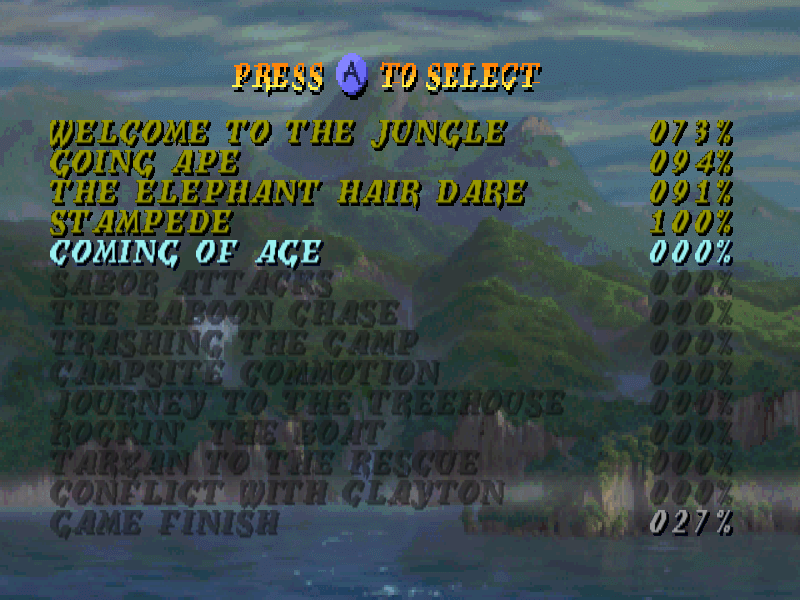 PRESS A TO SELECT
WELCOME TO THE JUNGLE 073%
GOING APE 094%
THE ELEPHANT HAIR DARE 091%
STAMPEDE 100%
COMING OF AGE 000%
SABOR ATTACKS 000%
THE BABOON CHASE 000%
TRASHING THE CAMP 000%
CAMPSITE COMMOTION 000%
JOURNEY TO THE TREEHOUSE 000%
ROCKIN' THE BOAT 000%
TARZAN TO THE RESCUE 000%
CONFLICT WITH CLAYTON 000%
GAME FINISH 027%